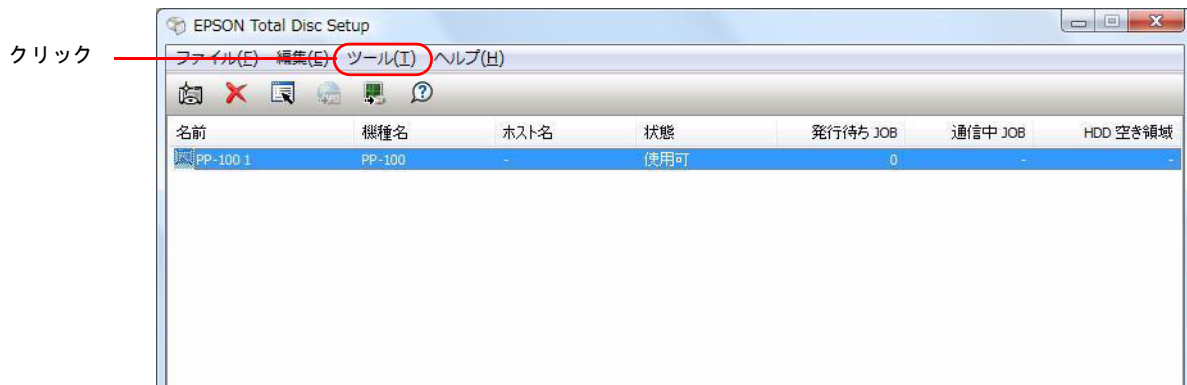 EPSON Total Disc Setup
クリック
ファイル(F) 編集(E) ツール(T) ヘルプ(H)
名前 機種名 ホスト名 状態 発行待ち JOB 通信中 JOB HDD 空き領域
PP-100 1 PP-100 - 使用可 0 - -